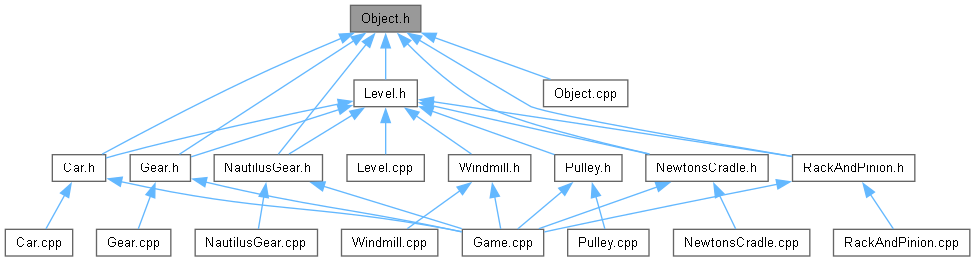 Object.h
Level.h
Object.cpp
Car.h
Gear.h
NautilusGear.h
Level.cpp
Windmill.h
Pulley.h
NewtonsCradle.h
RackAndPinion.h
Car.cpp
Gear.cpp
NautilusGear.cpp
Windmill.cpp
Game.cpp
Pulley.cpp
NewtonsCradle.cpp
RackAndPinion.cpp